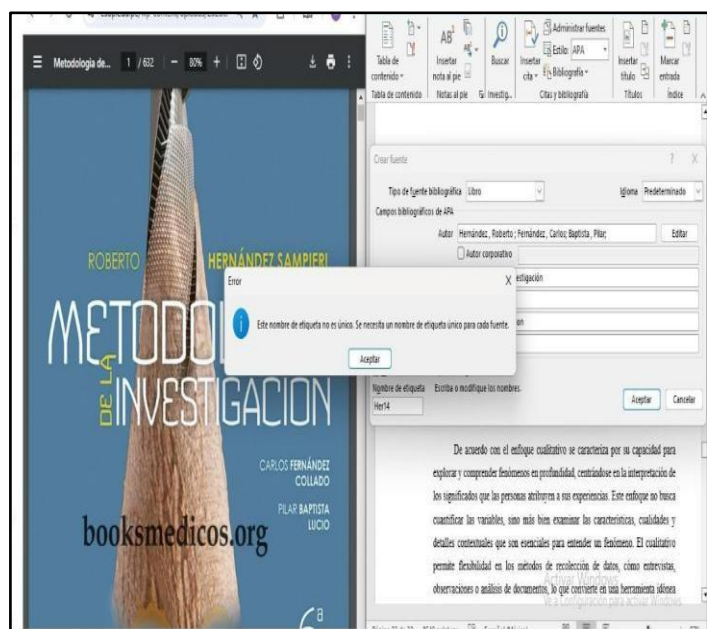 Metodologia de... 1 / 632 80%
ROBERTO HERNÁNDEZ SAMPIERI
DE LA
INVESTIGACIÓN
CARLOS FERNÁNDEZ
COLLADO
PILAR BAPTISTA
LUCIO
booksmedicos.org
6ª
Tabla de
contenido
Tabla de contenido
AB¹
Insertar
nota al pie
AB
Notas al pie
Buscar
Investig...
Insertar
cita
Administrar fuentes
Estilo: APA
Bibliografía
Citas y bibliografía
Insertar
título
Títulos
Marcar
entrada
Índice
Crear fuente ? X
Tipo de fuente bibliográfica Libro Idioma Predeterminado
Campos bibliográficos de APA
Autor Hernández, Roberto; Fernández, Carlos; Baptista, Pilar; Editar
Autor corporativo
Error X
Este nombre de etiqueta no es único. Se necesita un nombre de etiqueta único para cada fuente.
Aceptar
Nombre de etiqueta Escriba o modifique los nombres.
Her14
Aceptar Cancelar
De acuerdo con el enfoque cualitativo se caracteriza por su capacidad para
explorar y comprender fenómenos en profundidad, centrándose en la interpretación de
los significados que las personas atribuyen a sus experiencias. Este enfoque no busca
cuantificar las variables, sino más bien examinar las características, cualidades y
detalles contextuales que son esenciales para entender un fenómeno. El cualitativo
permite flexibilidad en los métodos de recolección de datos, cómo entrevistas,
observaciones o análisis de documentos, lo que convierte en una herramienta idónea
Activar Windows
Ve a Configuración para activar Windows.